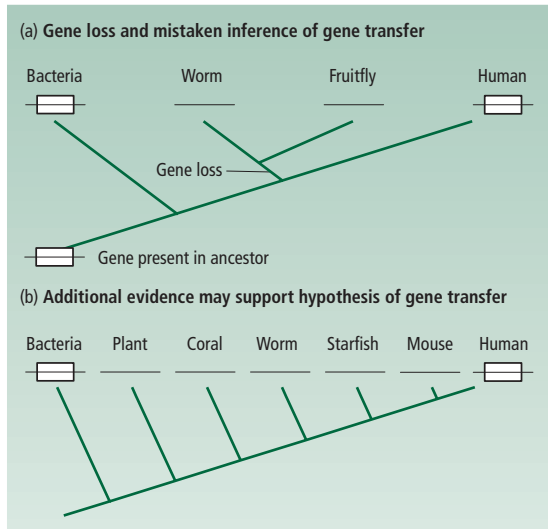 (a) Gene loss and mistaken inference of gene transfer
Bacteria Worm Fruitfly Human
Gene loss
Gene present in ancestor
(b) Additional evidence may support hypothesis of gene transfer
Bacteria Plant Coral Worm Starfish Mouse Human